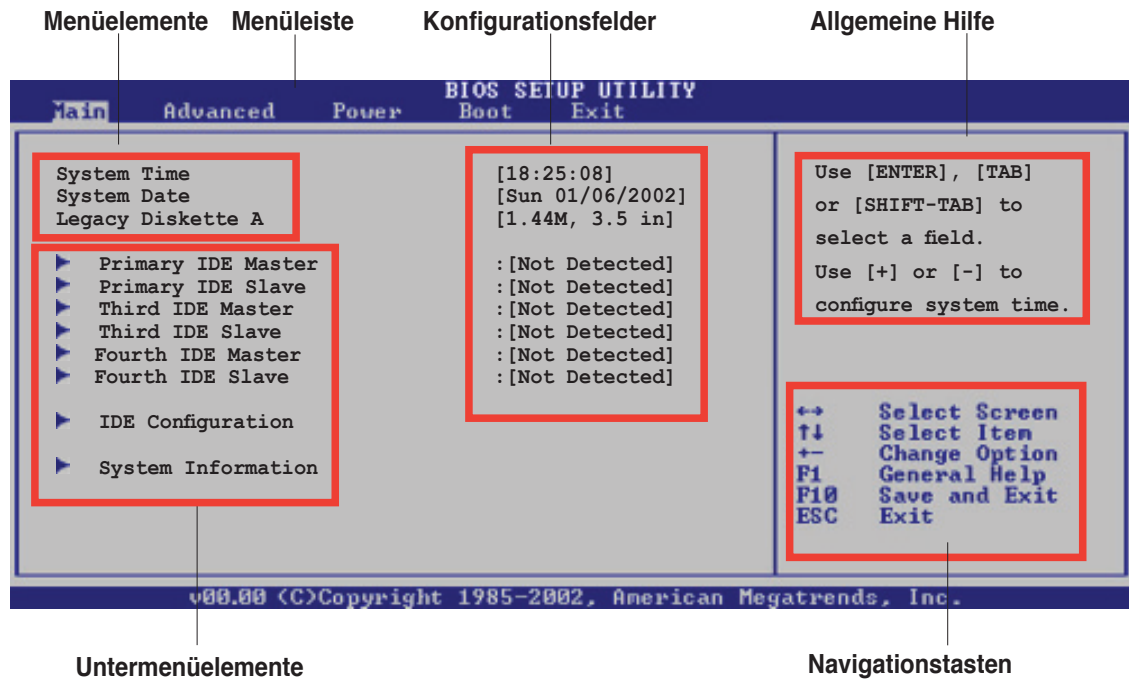 Menüelemente Menüleiste Konfigurationsfelder Allgemeine Hilfe
BIOS SETUP UTILITY
Main Advanced Power Boot Exit
System Time [18:25:08]
System Date [Sun 01/06/2002]
Legacy Diskette A [1.44M, 3.5 in]
Primary IDE Master :[Not Detected]
Primary IDE Slave :[Not Detected]
Third IDE Master :[Not Detected]
Third IDE Slave :[Not Detected]
Fourth IDE Master :[Not Detected]
Fourth IDE Slave :[Not Detected]
IDE Configuration
System Information
Use [ENTER], [TAB]
or [SHIFT-TAB] to
select a field.
Use [+] or [-] to
configure system time.
←→ Select Screen
↑↓ Select Item
+- Change Option
F1 General Help
F10 Save and Exit
ESC Exit
v00.00 (C)Copyright 1985-2002, American Megatrends, Inc.
Untermenüelemente Navigationstasten